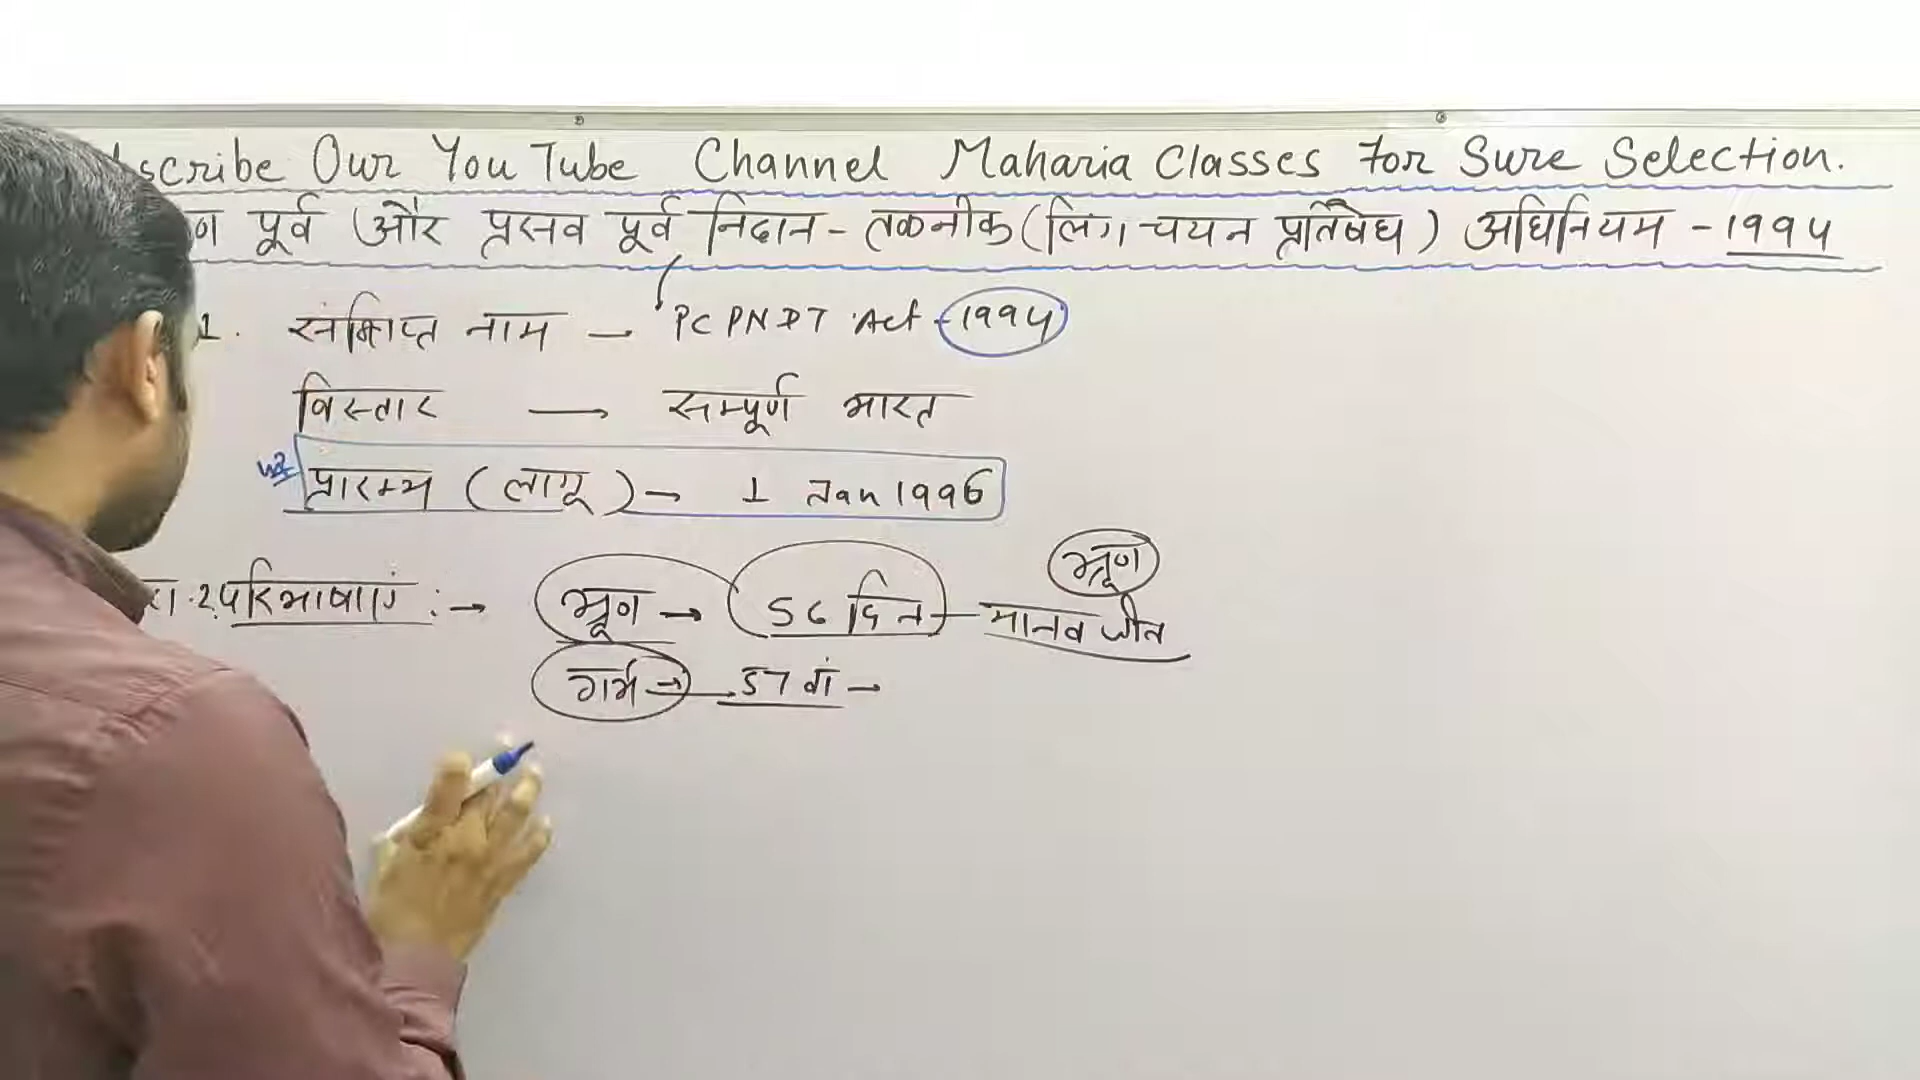 scribe Our YouTube Channel Maharia Classes For Sure Selection.
ण पूर्व और प्रसव पूर्व निदान - तकनीक (लिंग चयन प्रतिषेध) अधिनियम - 1994
1. संक्षिप्त नाम → PCPNDT Act - 1994
विस्तार → सम्पूर्ण भारत
प्रारम्भ (लागू) → 1 Jan 1996
भ्रूण
रा.2. परिभाषाएं :→ भ्रूण → 56 दिन - मानव जीव
गर्भ → 57 वां -